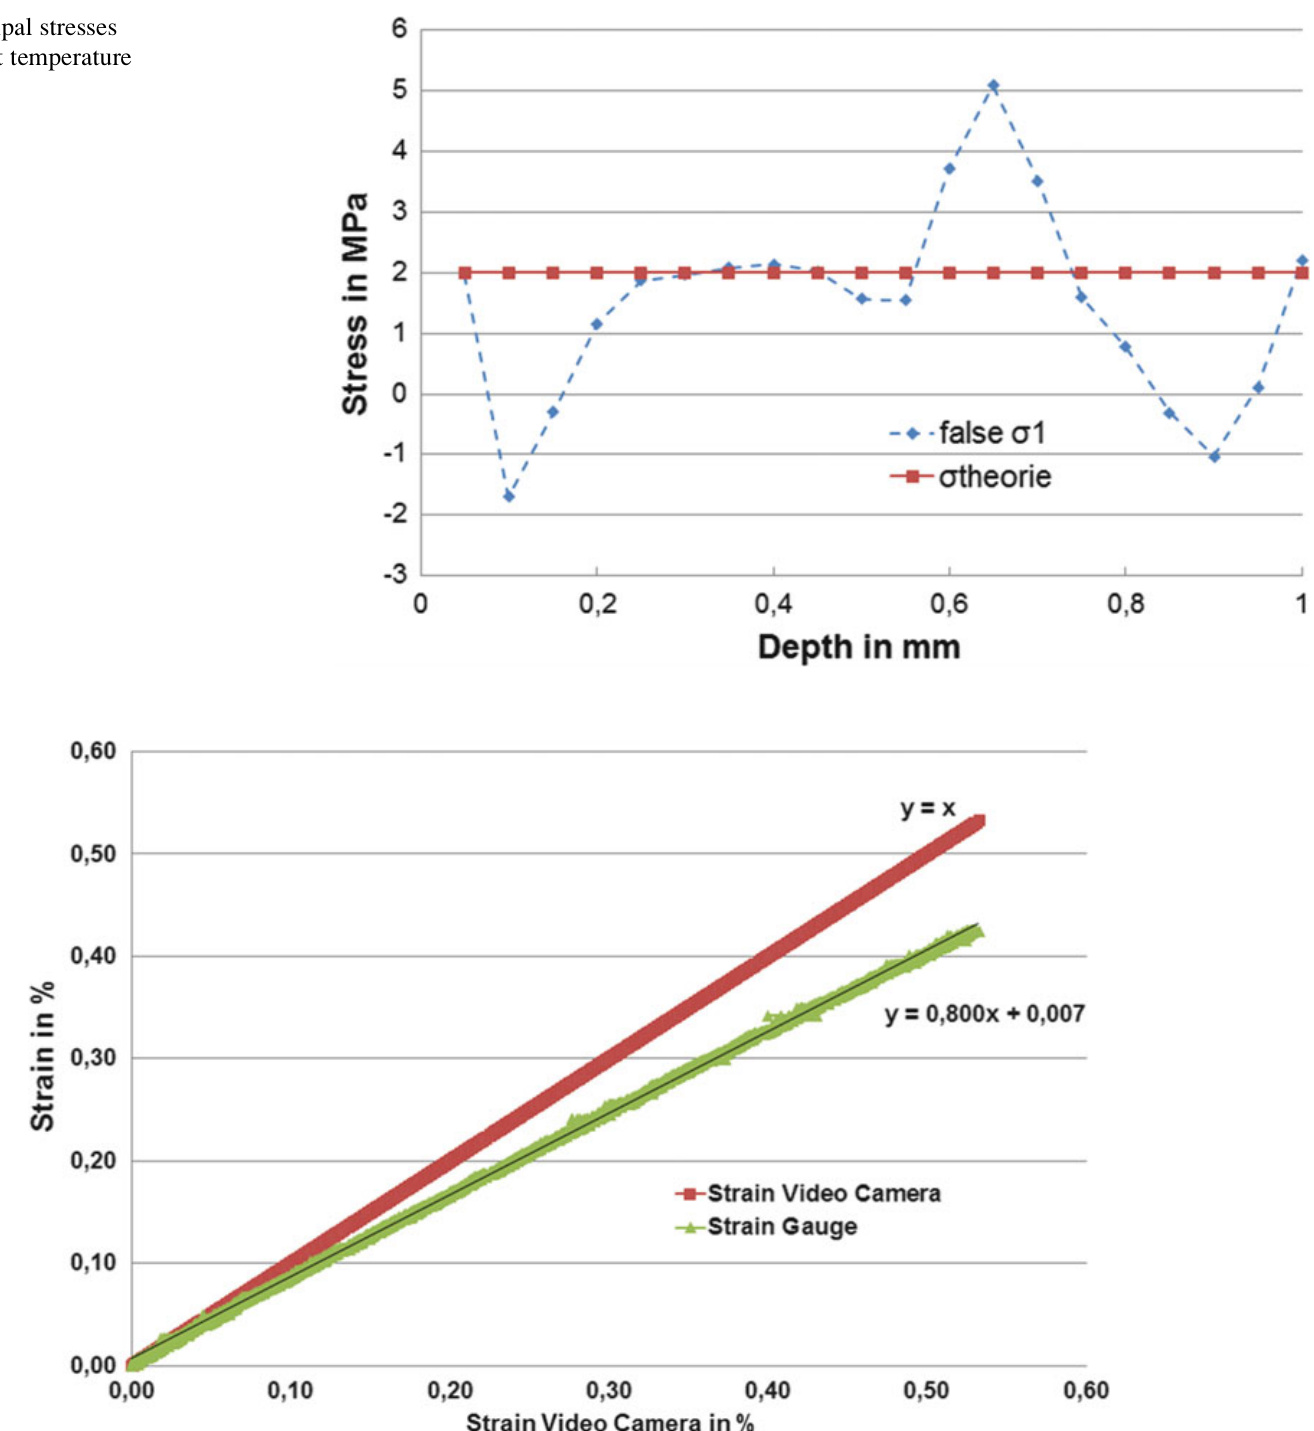 pal stresses
temperature
6
5
4
3
2
1
0
-1
-2
-3
Stress in MPa
false σ1
σtheorie
0 0,2 0,4 0,6 0,8 1
Depth in mm
0,60
0,50
0,40
0,30
0,20
0,10
0,00
Strain in %
y = x
y = 0,800x + 0,007
Strain Video Camera
Strain Gauge
0,00 0,10 0,20 0,30 0,40 0,50 0,60
Strain Video Camera in %